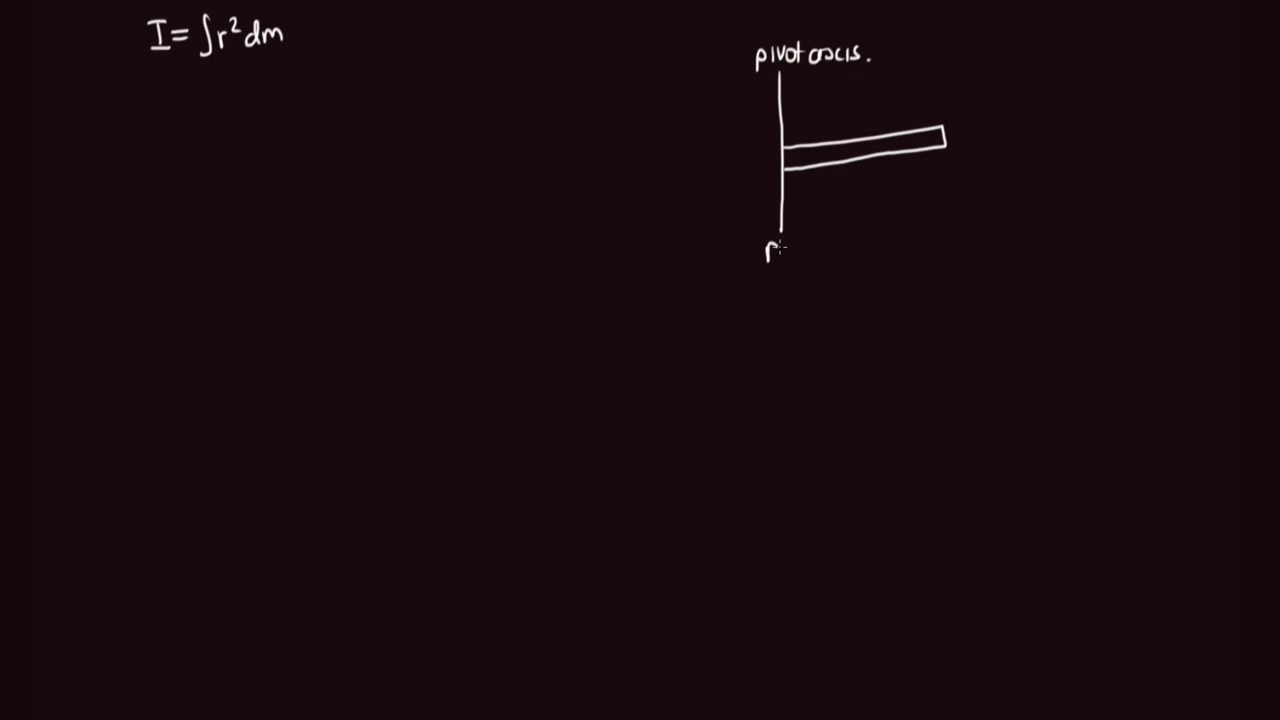 I = ∫r²dm
pivot axis.
r